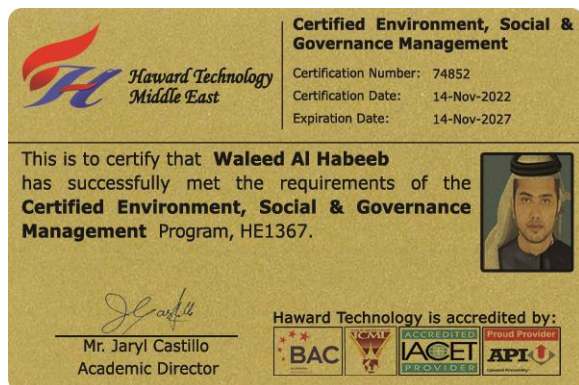 Haward Technology
Middle East
Certified Environment, Social &
Governance Management
Certification Number: 74852
Certification Date: 14-Nov-2022
Expiration Date: 14-Nov-2027
This is to certify that Waleed Al Habeeb
has successfully met the requirements of the
Certified Environment, Social & Governance
Management Program, HE1367.
Mr. Jaryl Castillo
Academic Director
Haward Technology is accredited by:
BAC
ACCREDITED
IACET
PROVIDER
Proud Provider
API